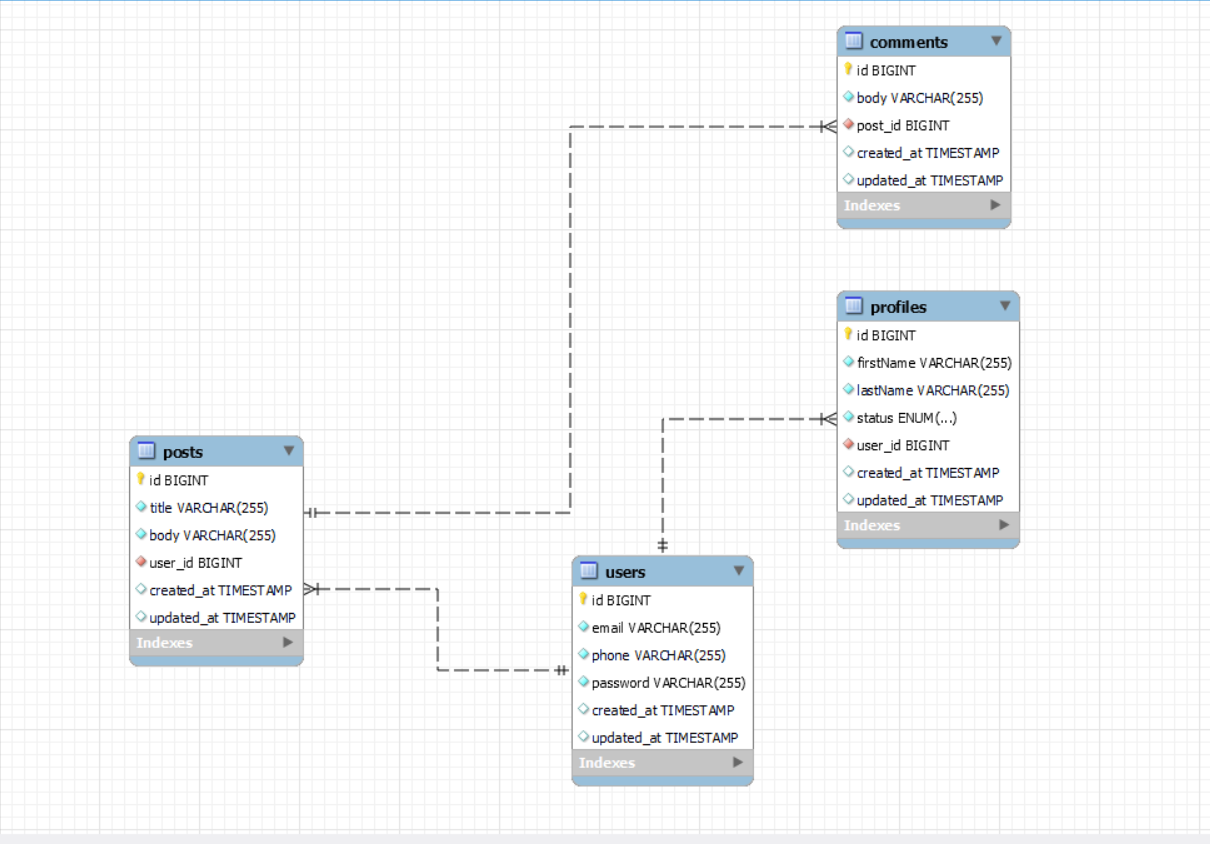 comments
id BIGINT
body VARCHAR(255)
post_id BIGINT
created_at TIMESTAMP
updated_at TIMESTAMP
Indexes
profiles
id BIGINT
firstName VARCHAR(255)
lastName VARCHAR(255)
status ENUM(...)
user_id BIGINT
created_at TIMESTAMP
updated_at TIMESTAMP
Indexes
posts
id BIGINT
title VARCHAR(255)
body VARCHAR(255)
user_id BIGINT
created_at TIMESTAMP
updated_at TIMESTAMP
Indexes
users
id BIGINT
email VARCHAR(255)
phone VARCHAR(255)
password VARCHAR(255)
created_at TIMESTAMP
updated_at TIMESTAMP
Indexes